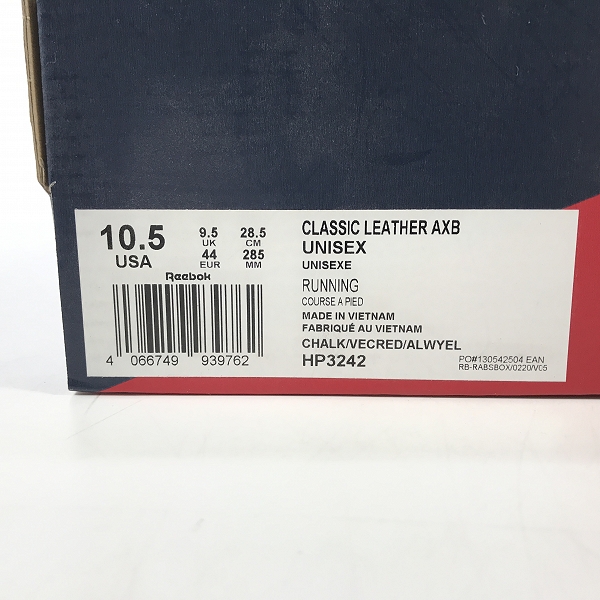 10.5
USA
9.5 28.5
UK CM
44 285
EUR MM
Reebok
4 066749 939762
CLASSIC LEATHER AXB
UNISEX
UNISEXE
RUNNING
COURSE A PIED
MADE IN VIETNAM
FABRIQUÉ AU VIETNAM
CHALK/VECRED/ALWYEL
HP3242
PO#130542504 EAN
RB-RABSBOX/0220/V05